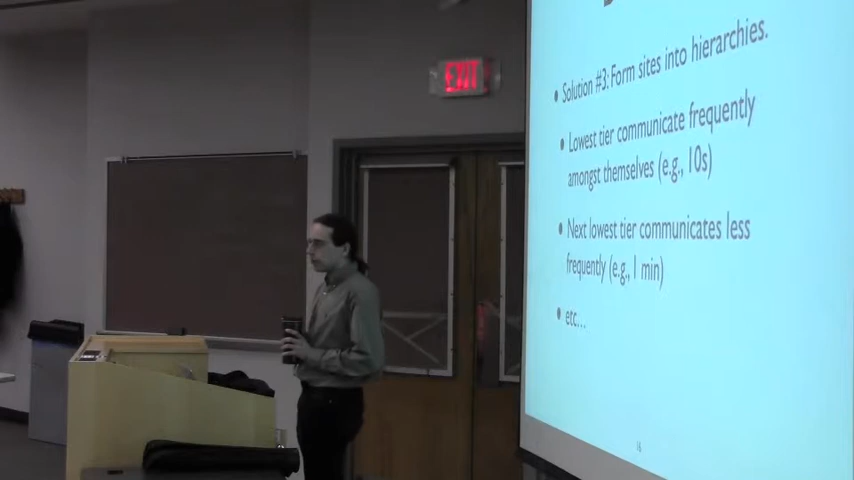 EXIT
• Solution #3: Form sites into hierarchies.
• Lowest tier communicate frequently
amongst themselves (e.g., 10s)
• Next lowest tier communicates less
frequently (e.g., 1 min)
• etc...
16